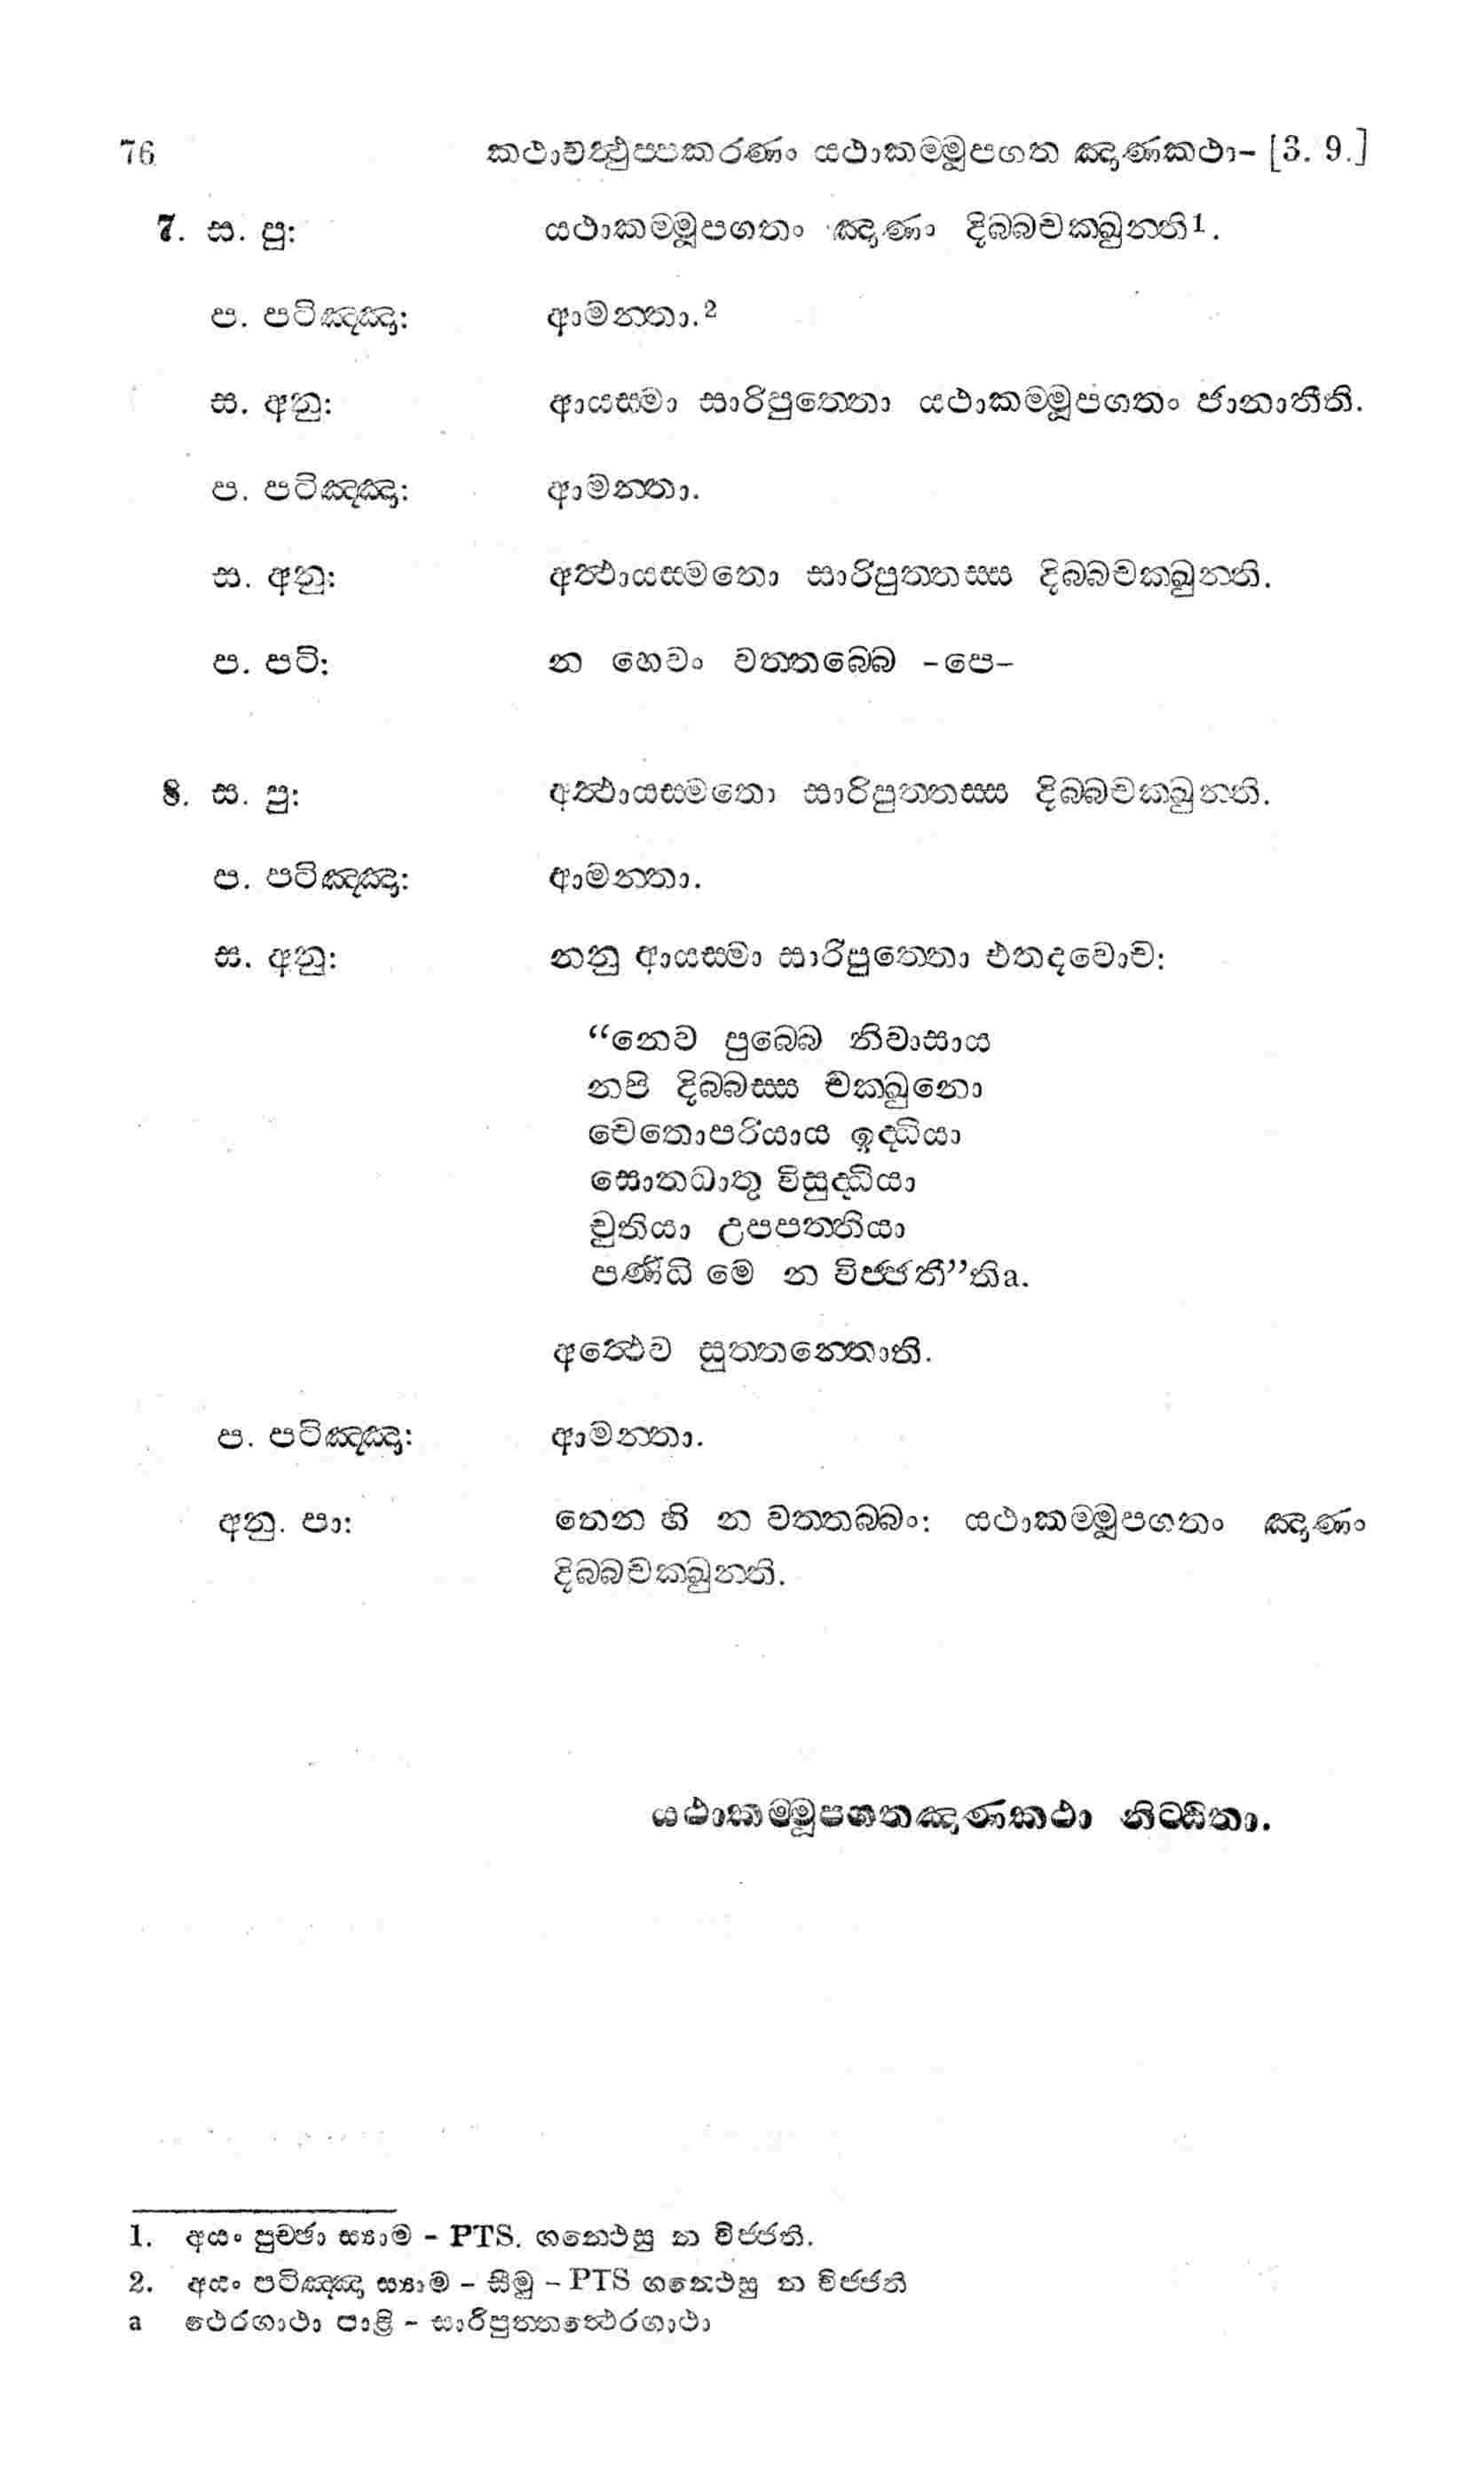 76 කථාවත්ථුප්පකරණං යථාකම්මූපගත ඤාණකථා- [3. 9.]
7. ස. පු: යථාකම්මූපගතං ඤාණං දිබ්බචක්ඛුන්ති1.
ප. පටිඤ්ඤා: ආමන්තා.2
ස. අනු: ආයස්මා සාරිපුත්තො යථාකම්මූපගතං ජානාතීති.
ප. පටිඤ්ඤා: ආමන්තා.
ස. අනු: අත්ථායස්මතො සාරිපුත්තස්ස දිබ්බචක්ඛුන්ති.
ප. පටි: න හෙවං වත්තබ්බෙ -පෙ-
8. ස. පු: අත්ථායස්මතො සාරිපුත්තස්ස දිබ්බචක්ඛුන්ති.
ප. පටිඤ්ඤා: ආමන්තා.
ස. අනු: නනු ආයස්මා සාරිපුත්තො එතදවොච:
“නෙව පුබ්බෙ නිවාසාය
නපි දිබ්බස්ස චක්ඛුනො
චෙතොපරියාය ඉද්ධියා
සොතධාතු විසුද්ධියා
චුතියා උපපත්තියා
පණිධි මෙ න විජ්ජතී”තිa.
අත්ථෙව සුත්තන්තොති.
ප. පටිඤ්ඤා: ආමන්තා.
අනු. පා: තෙන හි න වත්තබ්බං: යථාකම්මූපගතං ඤාණං
දිබ්බචක්ඛුන්ති.
යථාකම්මූපගතඤාණකථා නිට්ඨිතා.
1. අයං පුච්ඡා ස්‍යාම - PTS. ගන්ථෙසු න විජ්ජති.
2. අයං පටිඤ්ඤා ස්‍යාම - සීමු - PTS ගන්ථෙසු න විජ්ජති
a ථෙරගාථා පාළි - සාරිපුත්තත්ථෙරගාථා